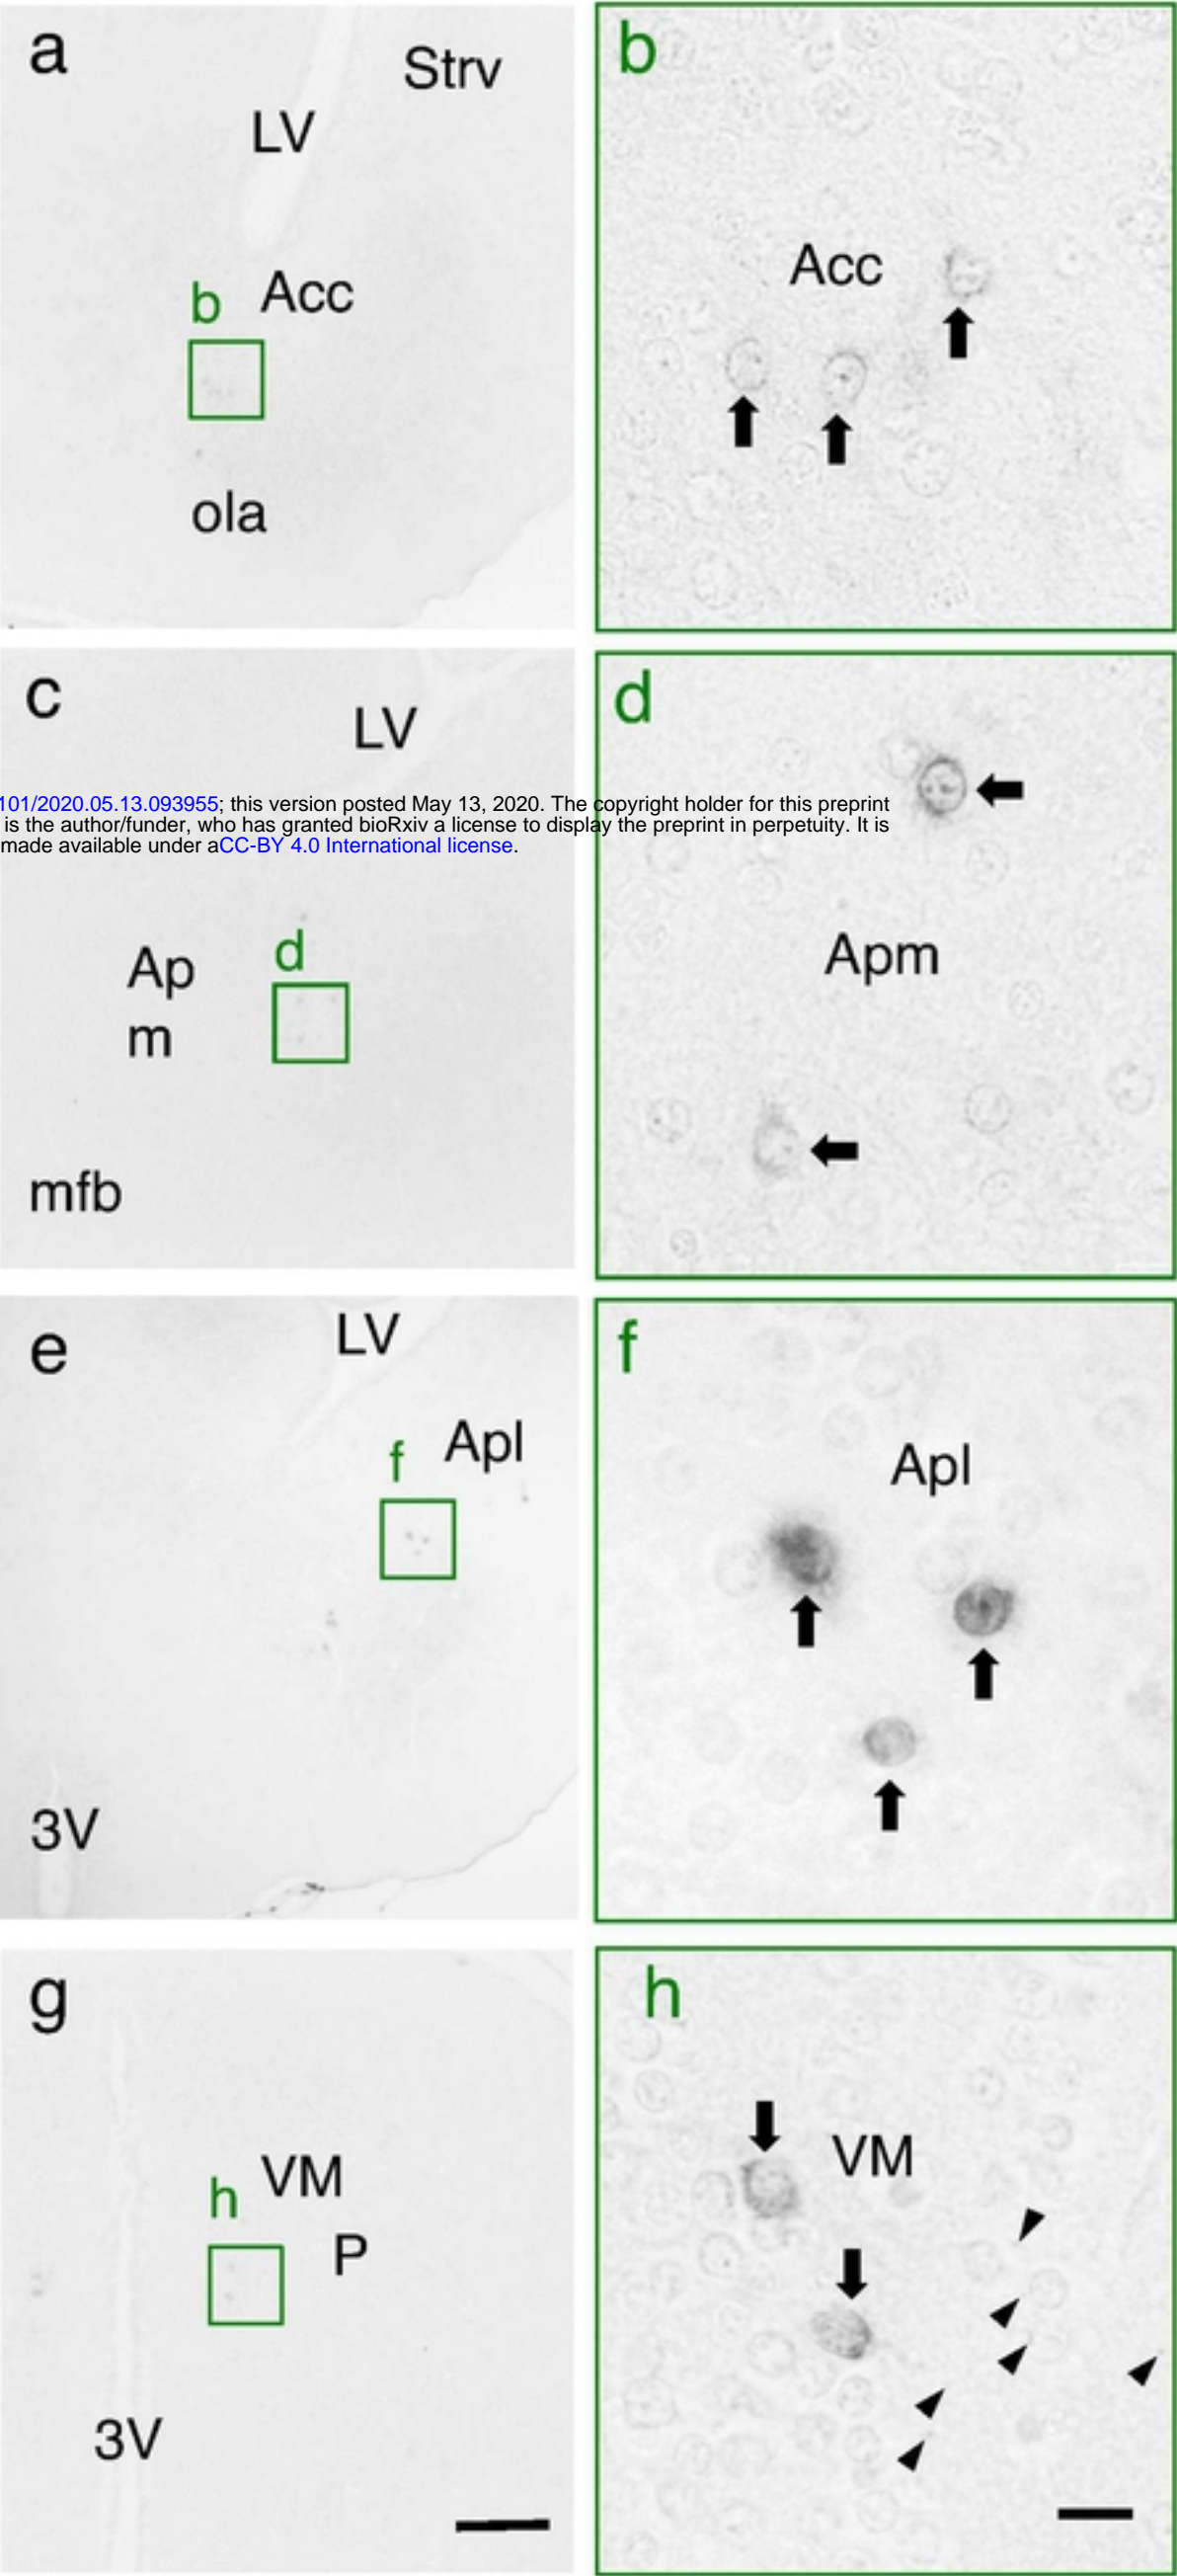 a
Strv
LV
b
Acc
ola
b
Acc
c
LV
101/2020.05.13.093955; this version posted May 13, 2020. The copyright holder for this preprint
is the author/funder, who has granted bioRxiv a license to display the preprint in perpetuity. It is
made available under aCC-BY 4.0 International license.
Ap
m
d
mfb
d
Apm
e
LV
Apl
f
3V
f
Apl
g
VM
h
P
3V
h
VM